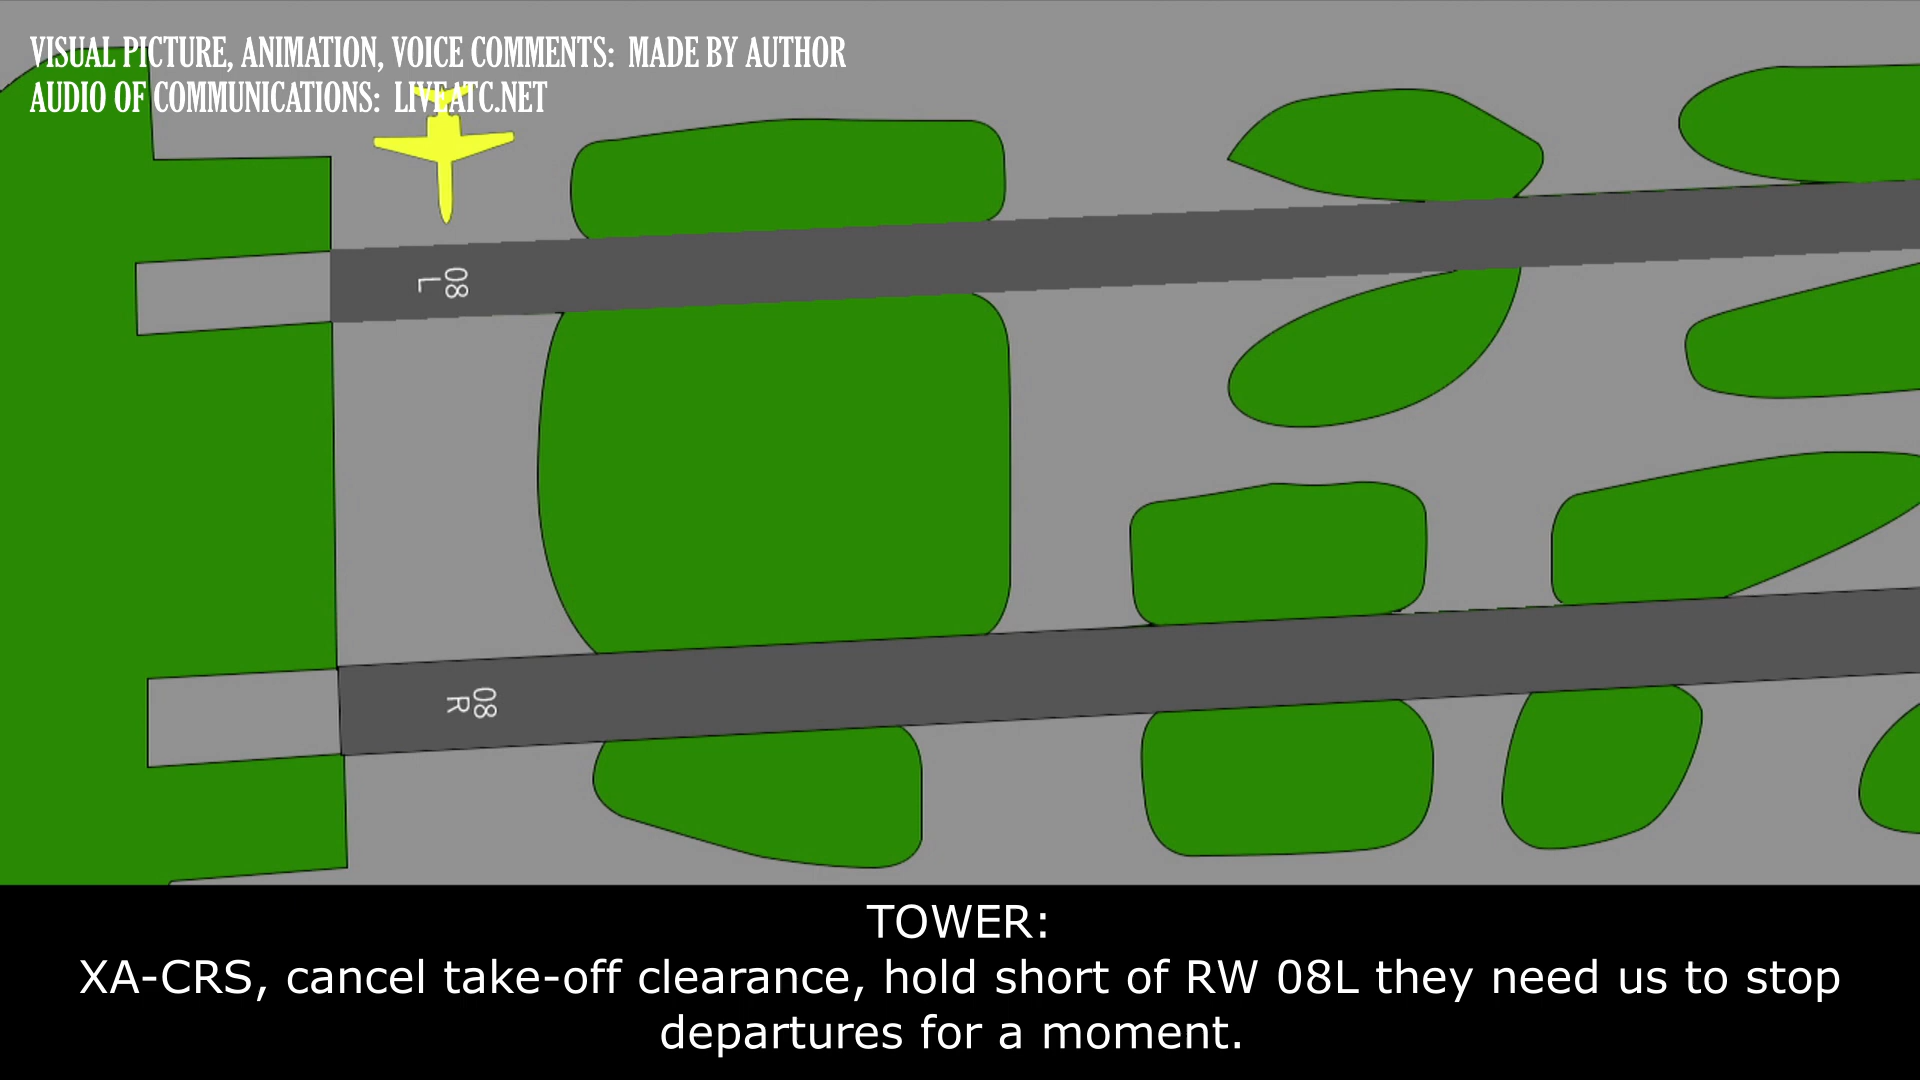 VISUAL PICTURE, ANIMATION, VOICE COMMENTS: MADE BY AUTHOR
AUDIO OF COMMUNICATIONS: LIVEATC.NET
08
L
08
R
TOWER:
XA-CRS, cancel take-off clearance, hold short of RW 08L they need us to stop
departures for a moment.